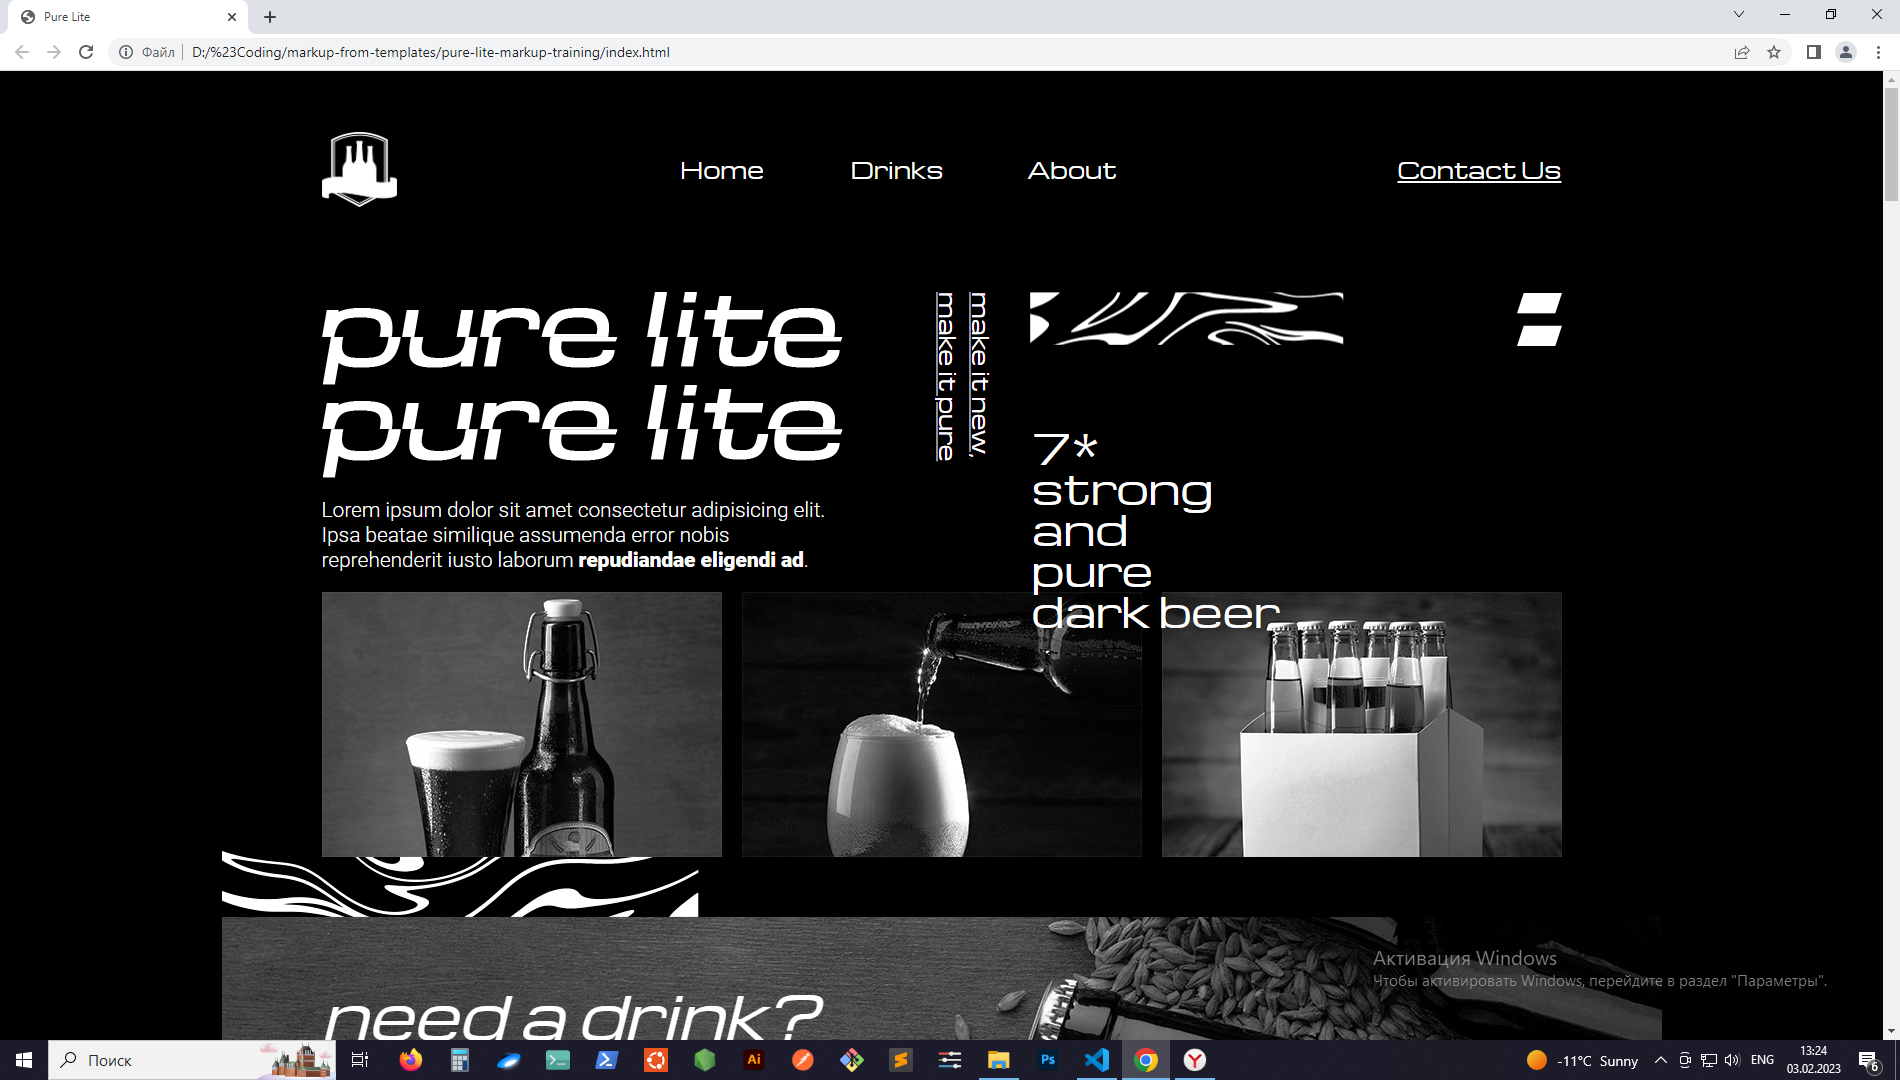 Pure Lite
Файл
D:/%23Coding/markup-from-templates/pure-lite-markup-training/index.html
Home
Drinks
About
Contact Us
pure lite
pure lite
make it new,
make it pure
7*
strong
and
pure
dark beer
Lorem ipsum dolor sit amet consectetur adipisicing elit.
Ipsa beatae similique assumenda error nobis
reprehenderit iusto laborum repudiandae eligendi ad.
need a drink?
Активация Windows
Чтобы активировать Windows, перейдите в раздел "Параметры".
Поиск
Ai
Ps
-11°C Sunny
ENG
13:24
03.02.2023
6